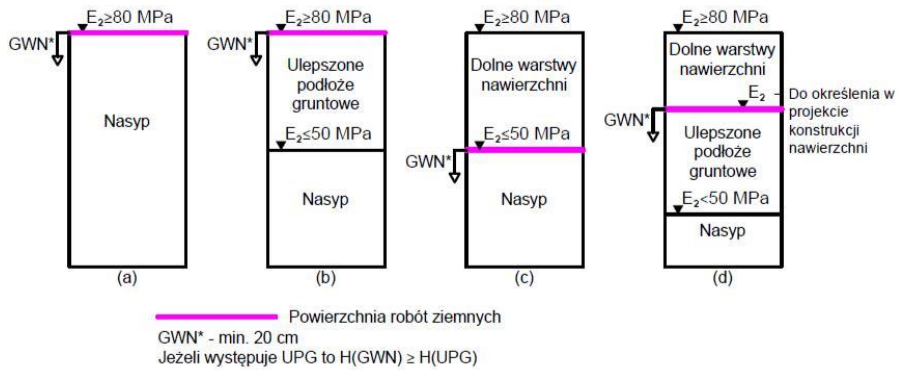 E₂≥80 MPa
GWN*
Nasyp
(a)
E₂≥80 MPa
GWN*
Ulepszone
podłoże
gruntowe
E₂≤50 MPa
Nasyp
(b)
E₂≥80 MPa
Dolne warstwy
nawierzchni
E₂≤50 MPa
GWN*
Nasyp
(c)
E₂≥80 MPa
Dolne warstwy
nawierzchni
E₂ – Do określenia w
projekcie
konstrukcji
nawierzchni
GWN*
Ulepszone
podłoże
gruntowe
E₂<50 MPa
Nasyp
(d)
Powierzchnia robót ziemnych
GWN* - min. 20 cm
Jeżeli występuje UPG to H(GWN) ≥ H(UPG)